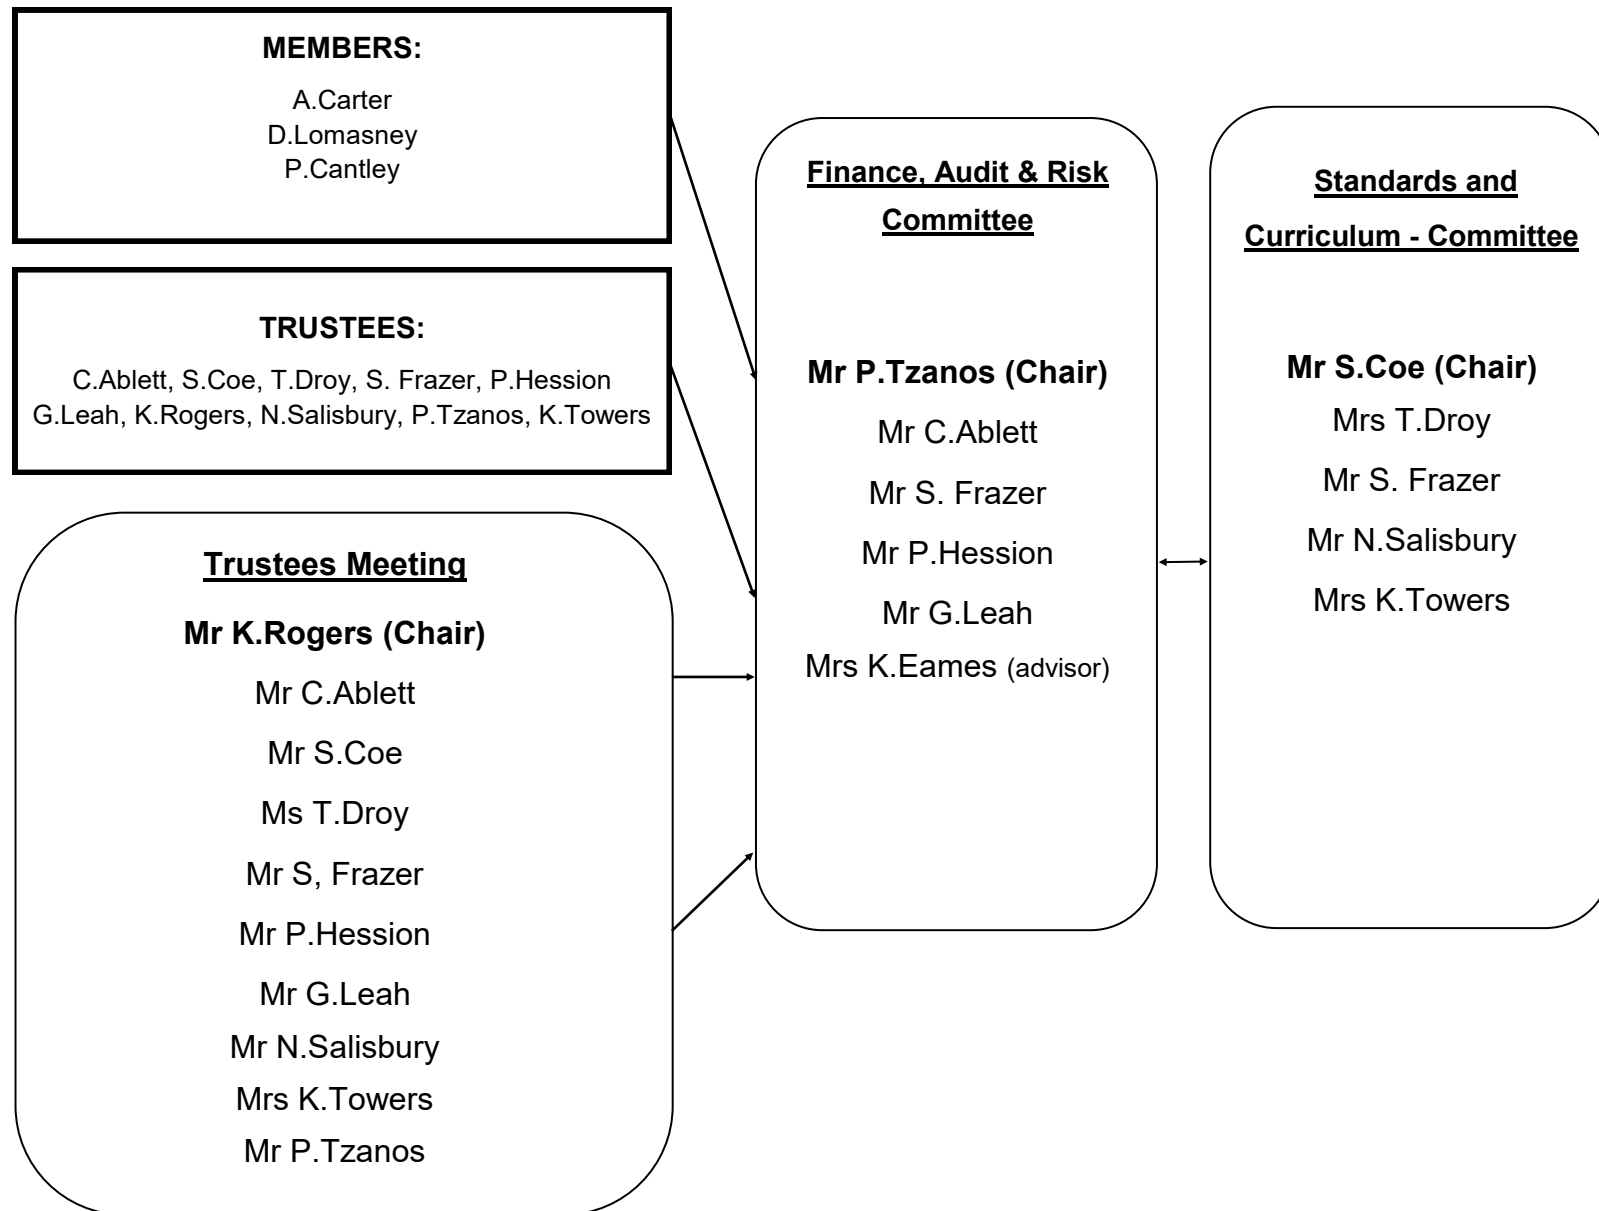 MEMBERS:
A.Carter
D.Lomasney
P.Cantley
TRUSTEES:
C.Ablett, S.Coe, T.Droy, S. Frazer, P.Hession
G.Leah, K.Rogers, N.Salisbury, P.Tzanos, K.Towers
Trustees Meeting
Mr K.Rogers (Chair)
Mr C.Ablett
Mr S.Coe
Ms T.Droy
Mr S, Frazer
Mr P.Hession
Mr G.Leah
Mr N.Salisbury
Mrs K.Towers
Mr P.Tzanos
Finance, Audit & Risk
Committee
Mr P.Tzanos (Chair)
Mr C.Ablett
Mr S. Frazer
Mr P.Hession
Mr G.Leah
Mrs K.Eames (advisor)
Standards and
Curriculum - Committee
Mr S.Coe (Chair)
Mrs T.Droy
Mr S. Frazer
Mr N.Salisbury
Mrs K.Towers